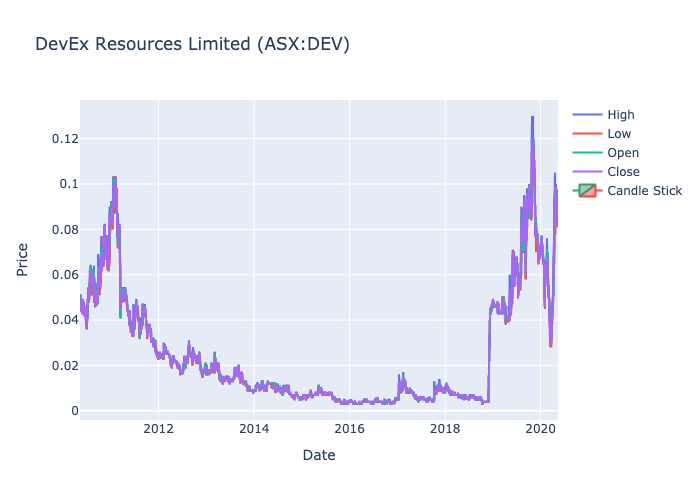 DevEx Resources Limited (ASX:DEV)
High
Low
Open
Close
Candle Stick
0.12
0.1
0.08
0.06
0.04
0.02
0
Price
2012
2014
2016
2018
2020
Date